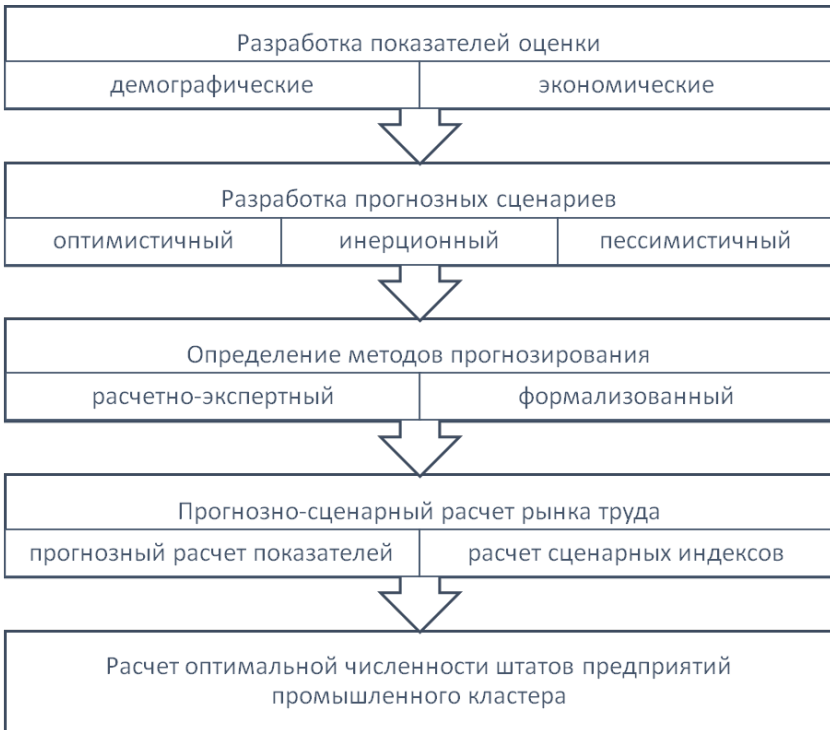 Разработка показателей оценки
демографические экономические
Разработка прогнозных сценариев
оптимистичный инерционный пессимистичный
Определение методов прогнозирования
расчетно-экспертный формализованный
Прогнозно-сценарный расчет рынка труда
прогнозный расчет показателей расчет сценарных индексов
Расчет оптимальной численности штатов предприятий
промышленного кластера